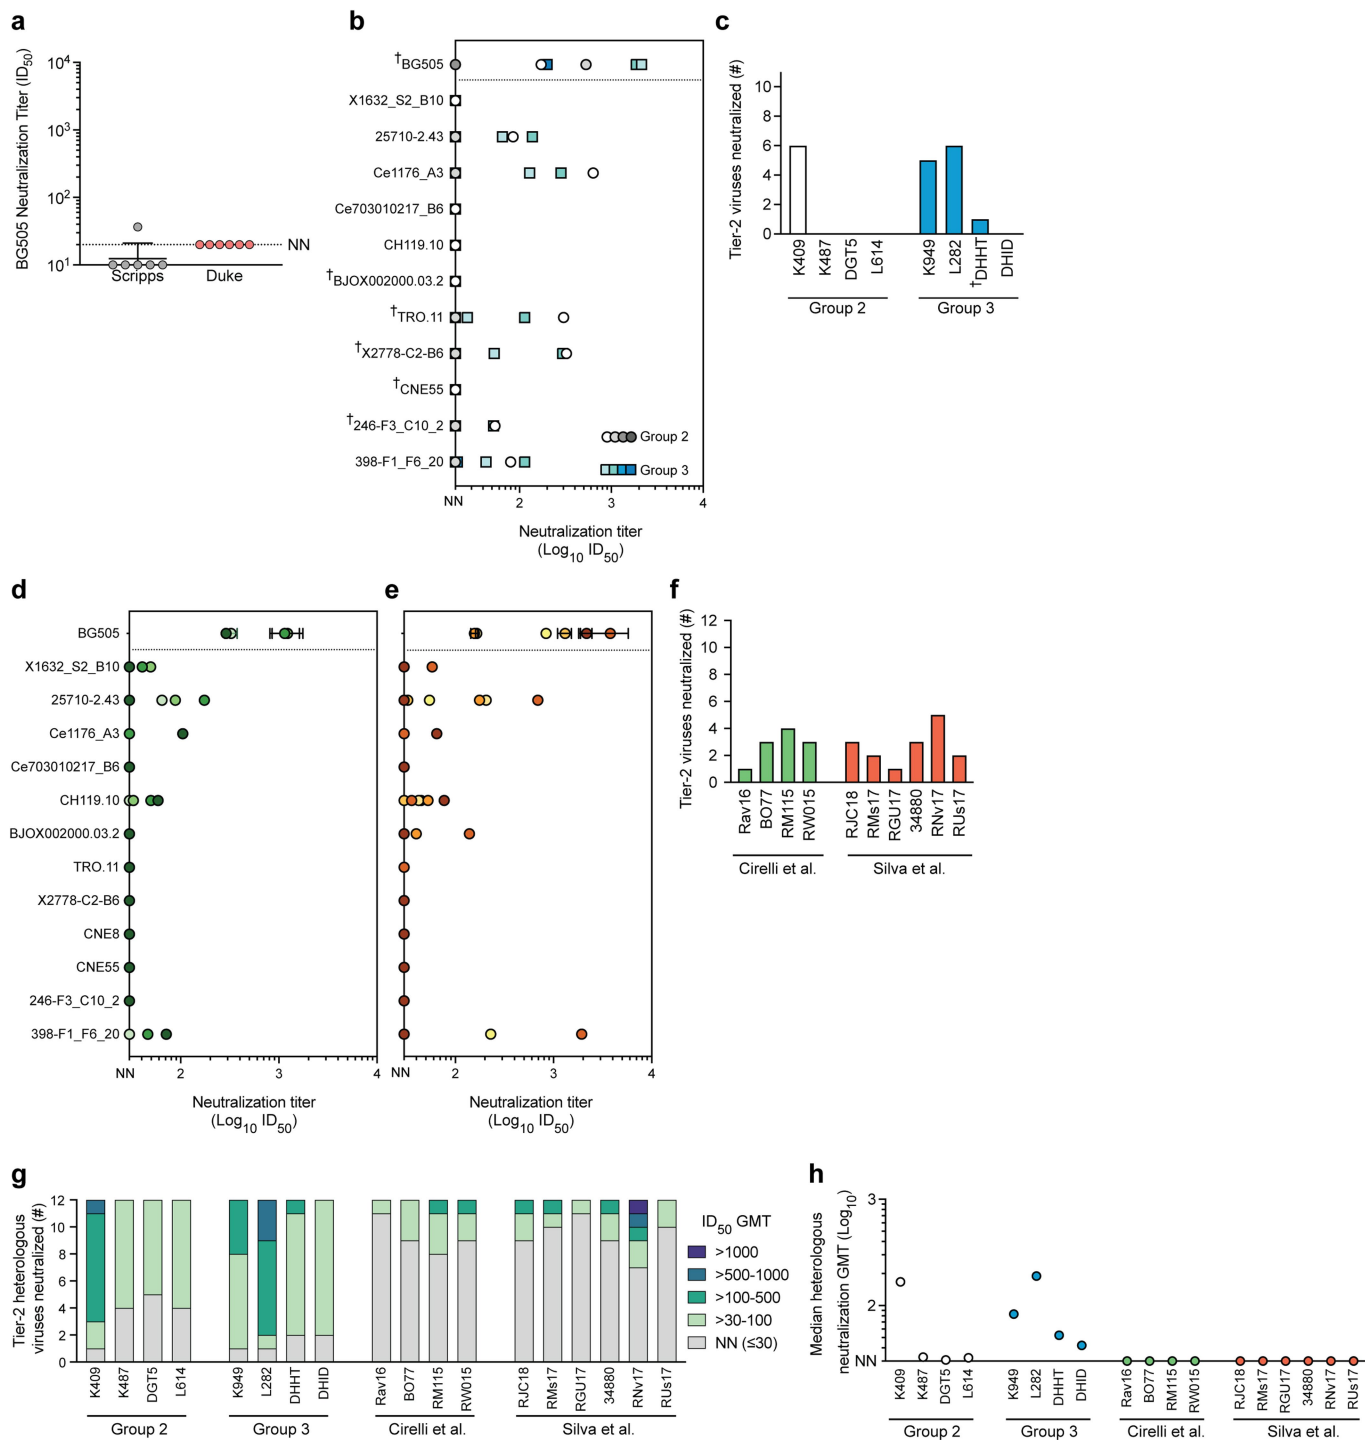 a
BG505 Neutralization Titer (ID50)
10^4
10^3
10^2
10^1
NN
Scripps
Duke
b
†BG505
X1632_S2_B10
25710-2.43
Ce1176_A3
Ce703010217_B6
CH119.10
†BJOX002000.03.2
†TRO.11
†X2778-C2-B6
†CNE55
†246-F3_C10_2
398-F1_F6_20
Group 2
Group 3
NN 2 3 4
Neutralization titer
(Log10 ID50)
c
Tier-2 viruses neutralized (#)
10
8
6
4
2
0
K409 K487 DGT5 L614 K949 L282 †DHHT DHID
Group 2 Group 3
d
BG505
X1632_S2_B10
25710-2.43
Ce1176_A3
Ce703010217_B6
CH119.10
BJOX002000.03.2
TRO.11
X2778-C2-B6
CNE8
CNE55
246-F3_C10_2
398-F1_F6_20
NN 2 3 4
Neutralization titer
(Log10 ID50)
e
NN 2 3 4
Neutralization titer
(Log10 ID50)
f
Tier-2 viruses neutralized (#)
12
10
8
6
4
2
0
Rav16 BO77 RM115 RW015 RJC18 RMs17 RGU17 34880 RNv17 RUs17
Cirelli et al. Silva et al.
g
Tier-2 heterologous
viruses neutralized (#)
12
10
8
6
4
2
0
K409 K487 DGT5 L614 K949 L282 DHHT DHID Rav16 BO77 RM115 RW015 RJC18 RMs17 RGU17 34880 RNv17 RUs17
Group 2 Group 3 Cirelli et al. Silva et al.
ID50 GMT
>1000
>500-1000
>100-500
>30-100
NN (≤30)
h
Median heterologous
neutralization GMT (Log10)
3
2
NN
K409 K487 DGT5 L614 K949 L282 DHHT DHID Rav16 BO77 RM115 RW015 RJC18 RMs17 RGU17 34880 RNv17 RUs17
Group 2 Group 3 Cirelli et al. Silva et al.